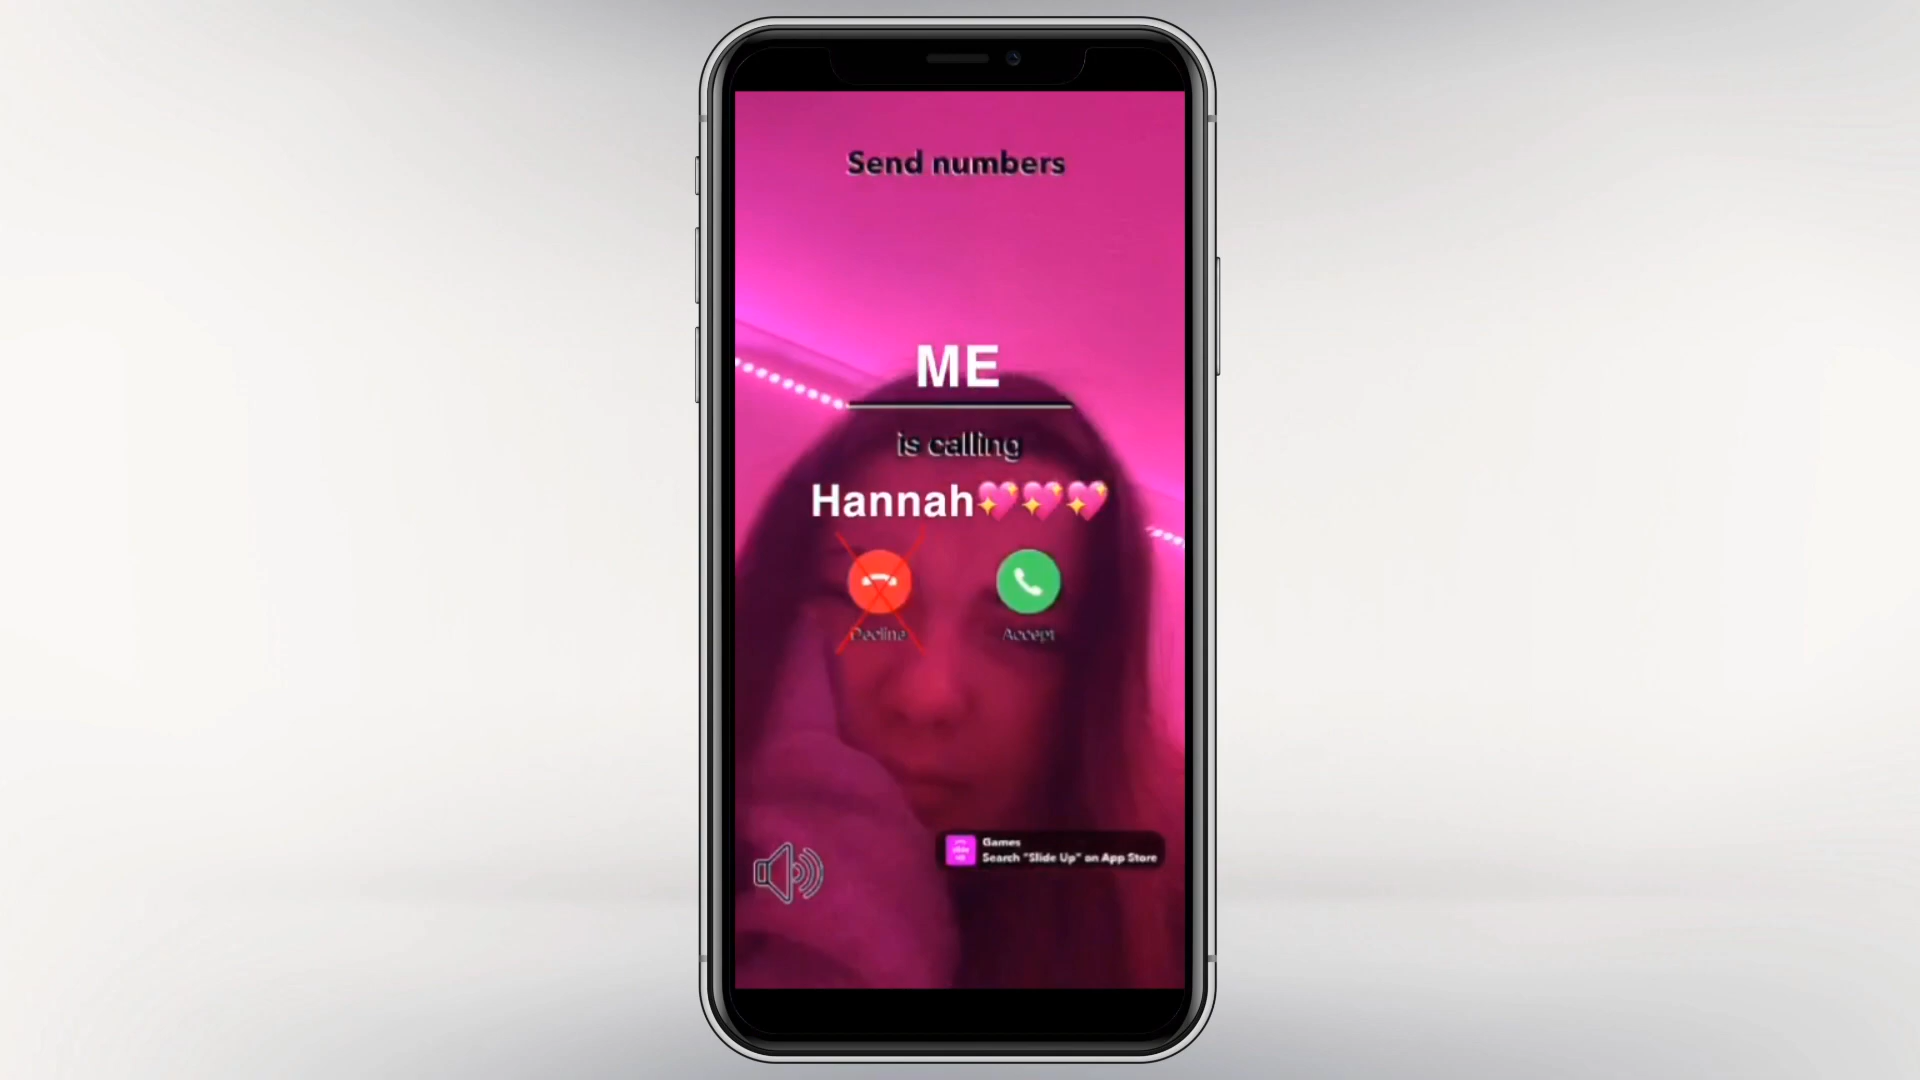 Send numbers
ME
is calling
Hannah💖💖💖
Decline
Accept
Games
Search "Slide Up" on App Store